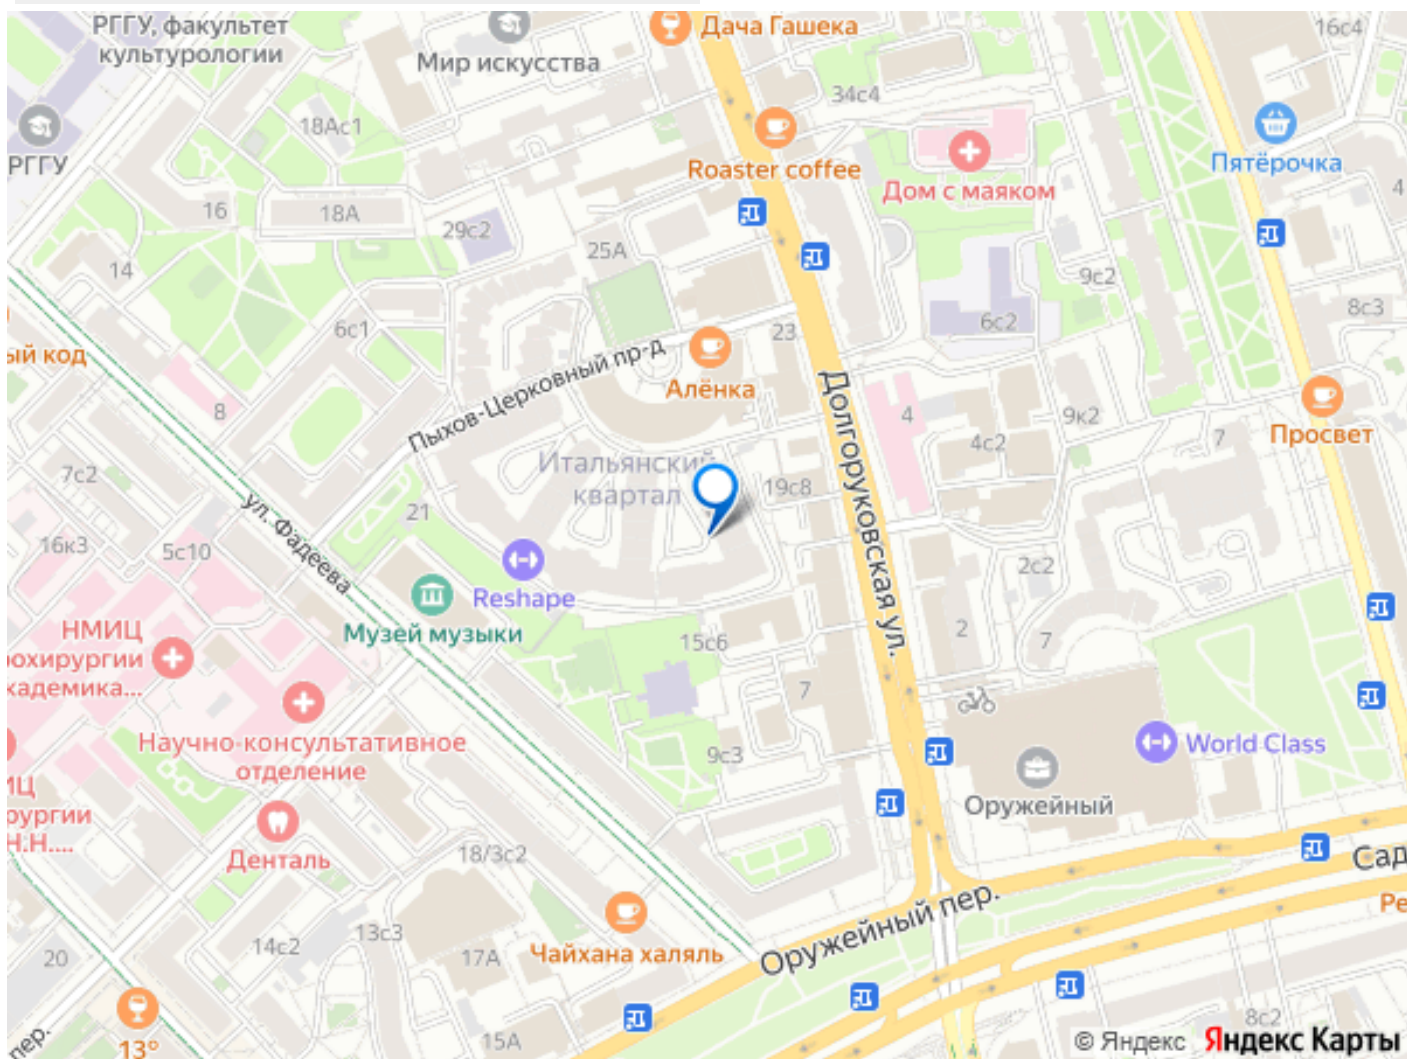 РГГУ, факультет
культурологии
Мир искусства
Дача Гашека
16с4
34с4
18Ас1
Roaster coffee
Пятёрочка
РГГУ
Дом с маяком
4
16
18А
29с2
25А
14
9с2
8с3
6с1
6с2
23
ый код
Пыхов-Церковный пр-д
Алёнка
Долгоруковская ул.
8
4
9к2
7
4с2
Просвет
Итальянский
квартал
7с2
19с8
21
ул. Фадеева
16к3
5с10
2с2
Reshape
Музей музыки
НМИЦ
рохирургии
кадемика...
15с6
2
7
7
Научно-консультативное
отделение
9с3
World Class
Оружейный
ИЦ
рургии
Н.Н....
Денталь
18/3с2
Сад
Оружейный пер.
Ре
13с3
14с2
Чайхана халяль
20
17А
пер.
13°
15А
8с2
© Яндекс Яндекс Карты